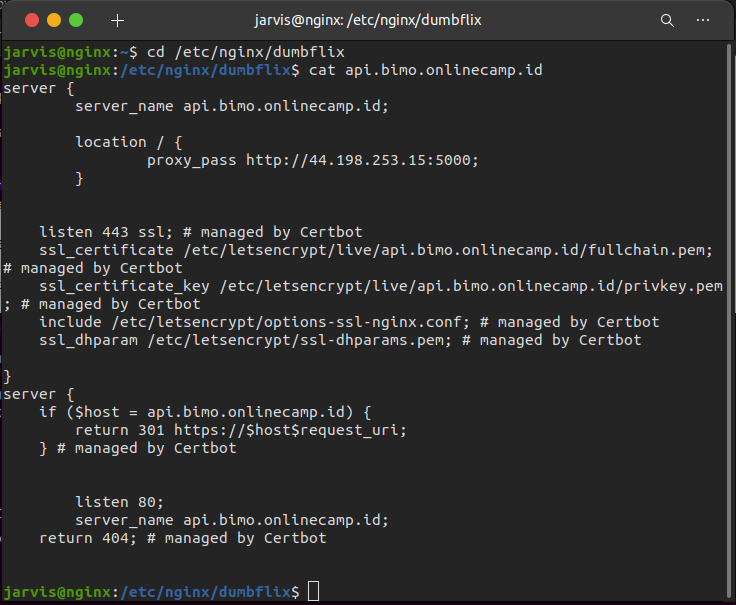 jarvis@nginx: /etc/nginx/dumbflix
jarvis@nginx:~$ cd /etc/nginx/dumbflix
jarvis@nginx:/etc/nginx/dumbflix$ cat api.bimo.onlinecamp.id
server {
        server_name api.bimo.onlinecamp.id;

        location / {
                proxy_pass http://44.198.253.15:5000;
        }


    listen 443 ssl; # managed by Certbot
    ssl_certificate /etc/letsencrypt/live/api.bimo.onlinecamp.id/fullchain.pem;
# managed by Certbot
    ssl_certificate_key /etc/letsencrypt/live/api.bimo.onlinecamp.id/privkey.pem
; # managed by Certbot
    include /etc/letsencrypt/options-ssl-nginx.conf; # managed by Certbot
    ssl_dhparam /etc/letsencrypt/ssl-dhparams.pem; # managed by Certbot

}
server {
    if ($host = api.bimo.onlinecamp.id) {
        return 301 https://$host$request_uri;
    } # managed by Certbot


        listen 80;
        server_name api.bimo.onlinecamp.id;
    return 404; # managed by Certbot


jarvis@nginx:/etc/nginx/dumbflix$